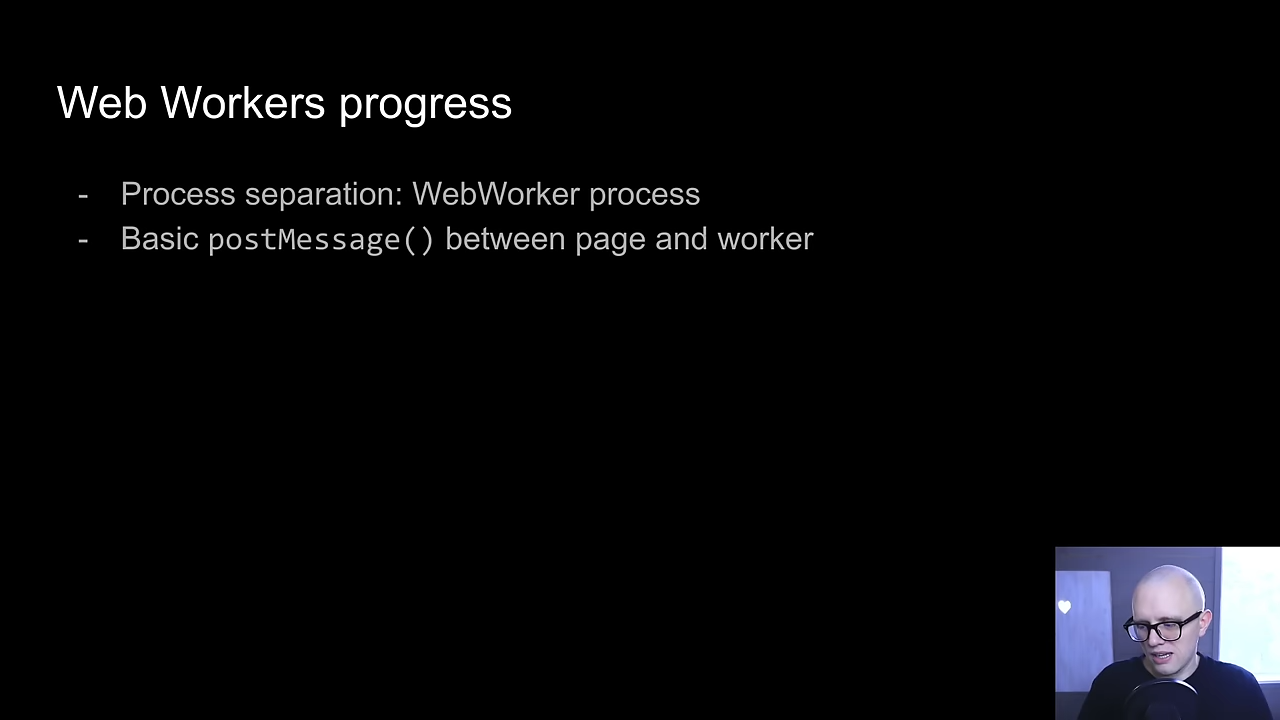 Web Workers progress
- Process separation: WebWorker process
- Basic postMessage() between page and worker